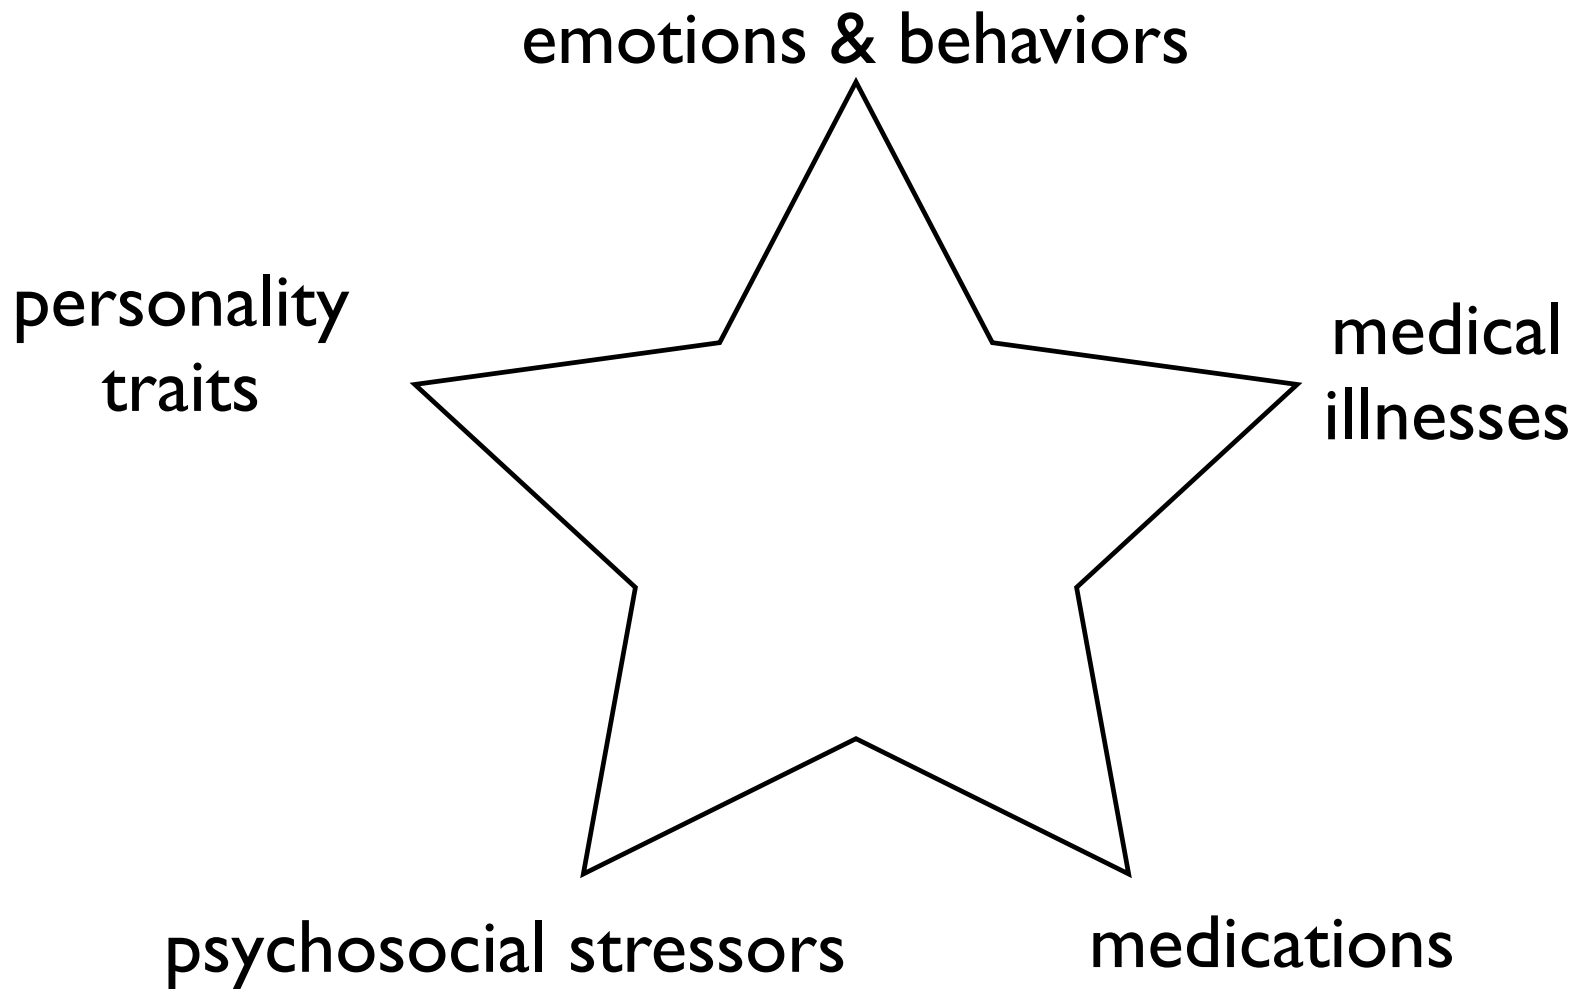 emotions & behaviors
personality
traits
medical
illnesses
psychosocial stressors
medications